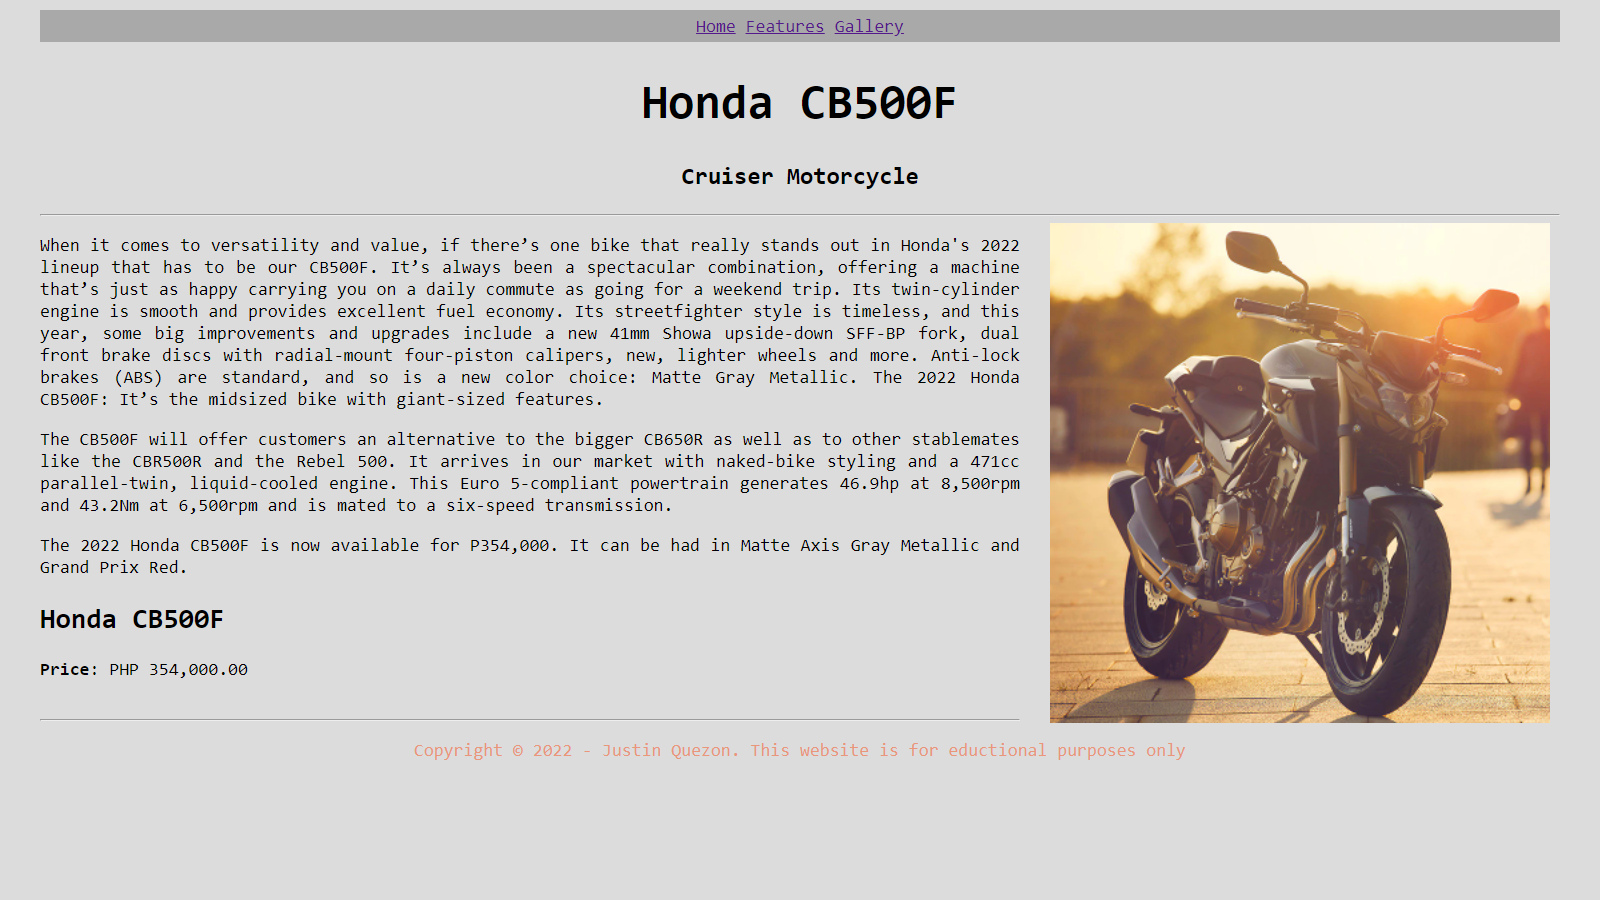 Home Features Gallery
Honda CB500F
Cruiser Motorcycle
When it comes to versatility and value, if there’s one bike that really stands out in Honda's 2022
lineup that has to be our CB500F. It’s always been a spectacular combination, offering a machine
that’s just as happy carrying you on a daily commute as going for a weekend trip. Its twin-cylinder
engine is smooth and provides excellent fuel economy. Its streetfighter style is timeless, and this
year, some big improvements and upgrades include a new 41mm Showa upside-down SFF-BP fork, dual
front brake discs with radial-mount four-piston calipers, new, lighter wheels and more. Anti-lock
brakes (ABS) are standard, and so is a new color choice: Matte Gray Metallic. The 2022 Honda
CB500F: It’s the midsized bike with giant-sized features.
The CB500F will offer customers an alternative to the bigger CB650R as well as to other stablemates
like the CBR500R and the Rebel 500. It arrives in our market with naked-bike styling and a 471cc
parallel-twin, liquid-cooled engine. This Euro 5-compliant powertrain generates 46.9hp at 8,500rpm
and 43.2Nm at 6,500rpm and is mated to a six-speed transmission.
The 2022 Honda CB500F is now available for P354,000. It can be had in Matte Axis Gray Metallic and
Grand Prix Red.
Honda CB500F
Price: PHP 354,000.00
Copyright © 2022 - Justin Quezon. This website is for eductional purposes only